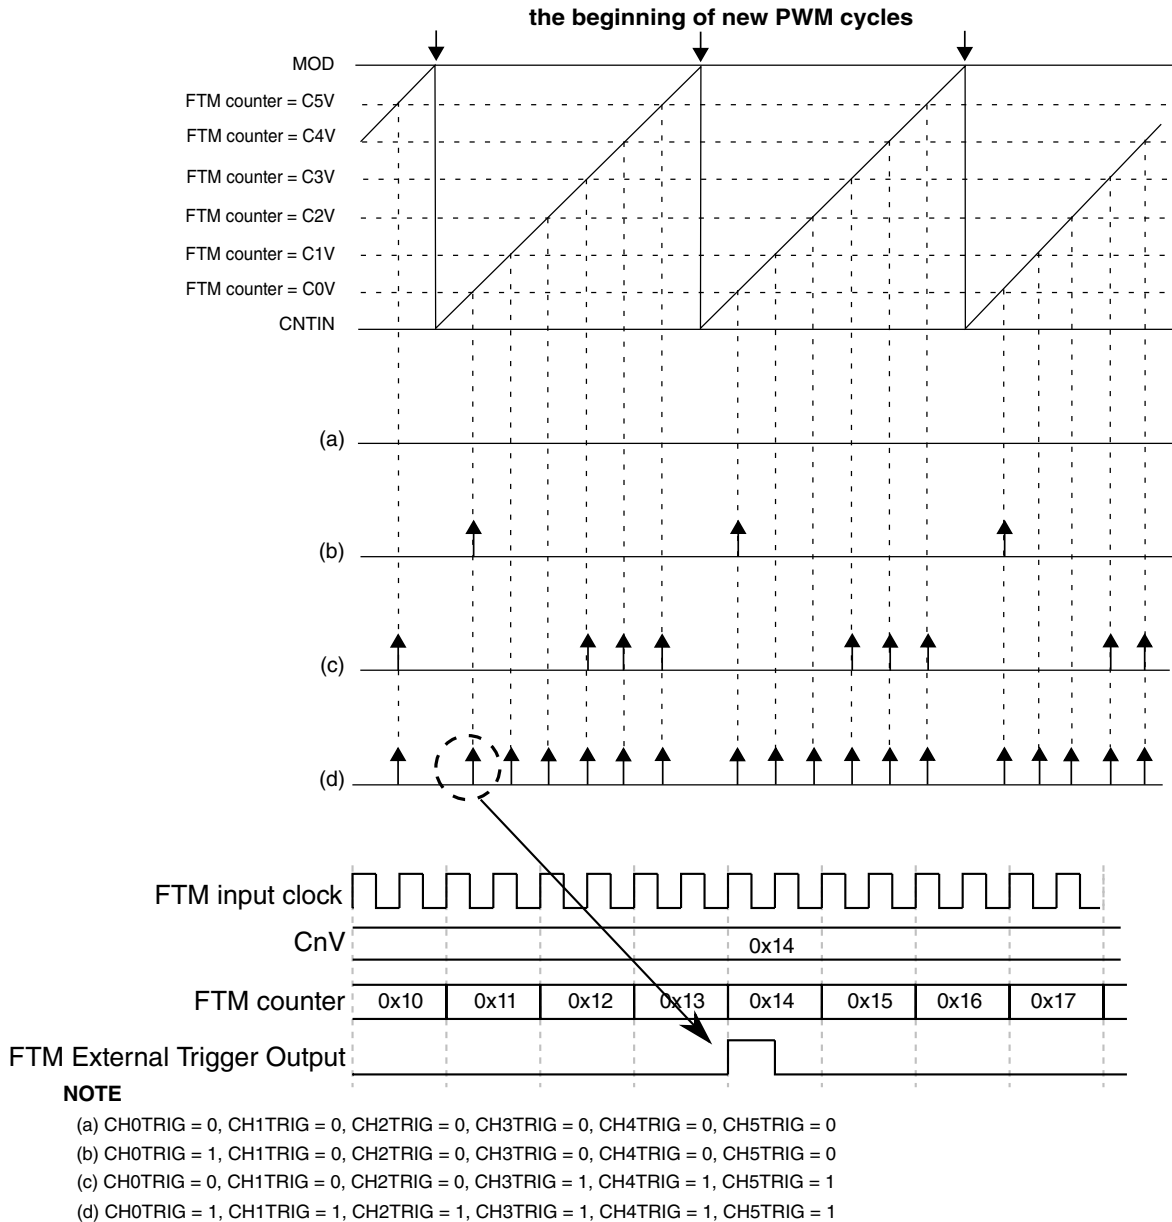 the beginning of new PWM cycles
MOD
FTM counter = C5V
FTM counter = C4V
FTM counter = C3V
FTM counter = C2V
FTM counter = C1V
FTM counter = C0V
CNTIN
(a)
(b)
(c)
(d)
FTM input clock
CnV
0x14
FTM counter
0x10
0x11
0x12
0x13
0x14
0x15
0x16
0x17
FTM External Trigger Output
NOTE
(a) CH0TRIG = 0, CH1TRIG = 0, CH2TRIG = 0, CH3TRIG = 0, CH4TRIG = 0, CH5TRIG = 0
(b) CH0TRIG = 1, CH1TRIG = 0, CH2TRIG = 0, CH3TRIG = 0, CH4TRIG = 0, CH5TRIG = 0
(c) CH0TRIG = 0, CH1TRIG = 0, CH2TRIG = 0, CH3TRIG = 1, CH4TRIG = 1, CH5TRIG = 1
(d) CH0TRIG = 1, CH1TRIG = 1, CH2TRIG = 1, CH3TRIG = 1, CH4TRIG = 1, CH5TRIG = 1